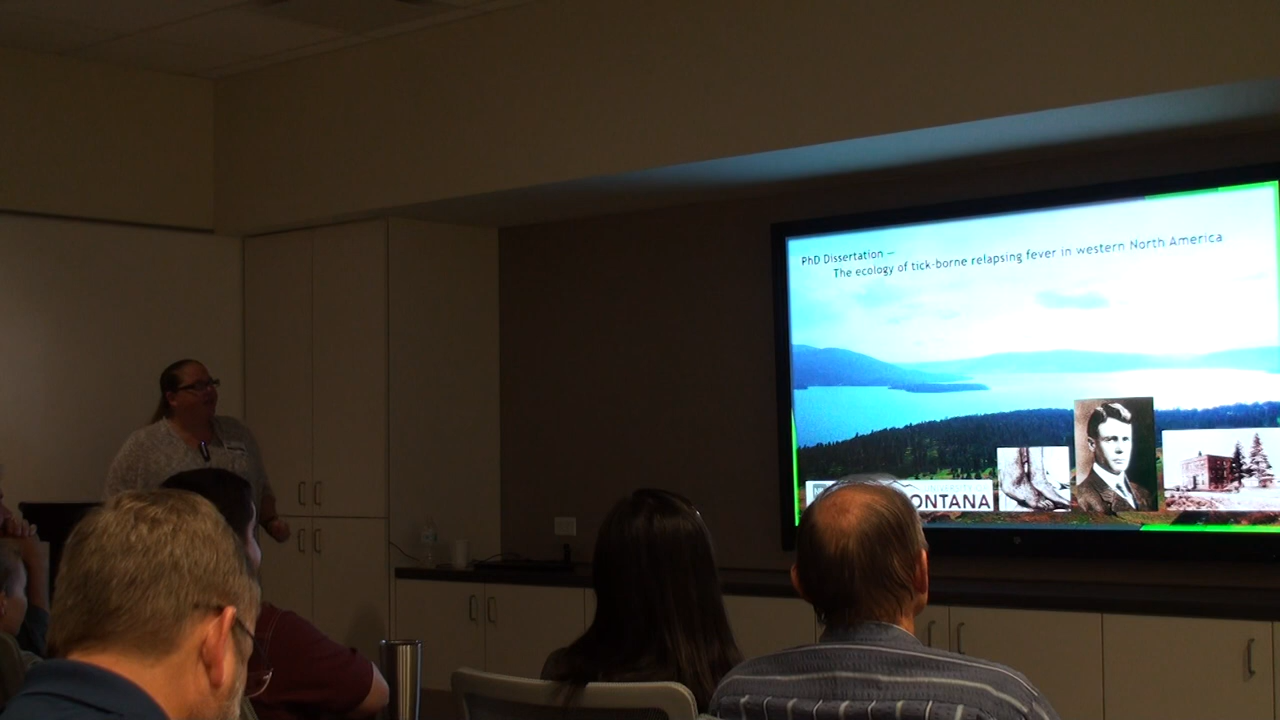 PhD Dissertation –
The ecology of tick-borne relapsing fever in western North America
ONTANA